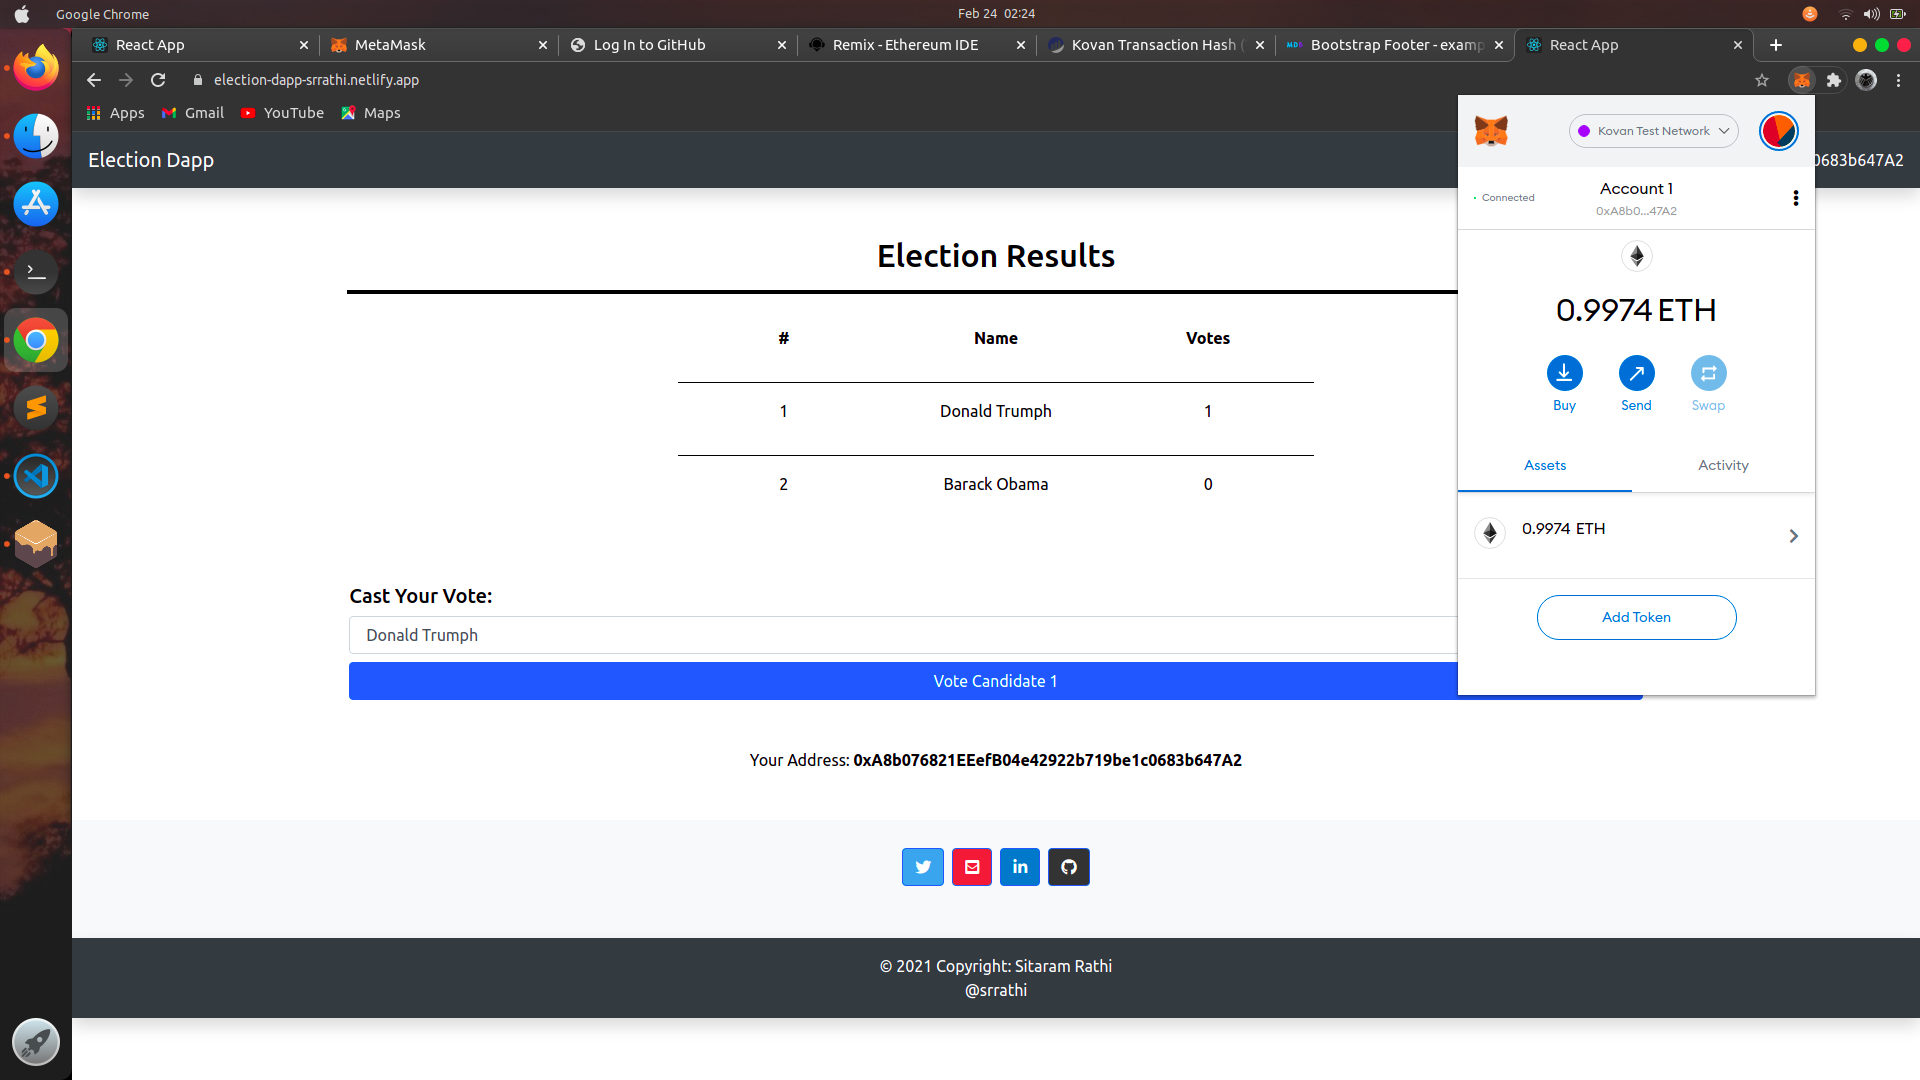 Google Chrome
Feb 24 02:24
React App
MetaMask
Log In to GitHub
Remix - Ethereum IDE
Kovan Transaction Hash (
Bootstrap Footer - examp
React App
election-dapp-srrathi.netlify.app
Apps
Gmail
YouTube
Maps
Election Dapp
0683b647A2
Kovan Test Network
Connected
Account 1
0xA8b0...47A2
0.9974 ETH
Buy
Send
Swap
Assets
Activity
0.9974 ETH
Add Token
Election Results
# Name Votes
1 Donald Trumph 1
2 Barack Obama 0
Cast Your Vote:
Donald Trumph
Vote Candidate 1
Your Address: 0xA8b076821EEefB04e42922b719be1c0683b647A2
© 2021 Copyright: Sitaram Rathi
@srrathi